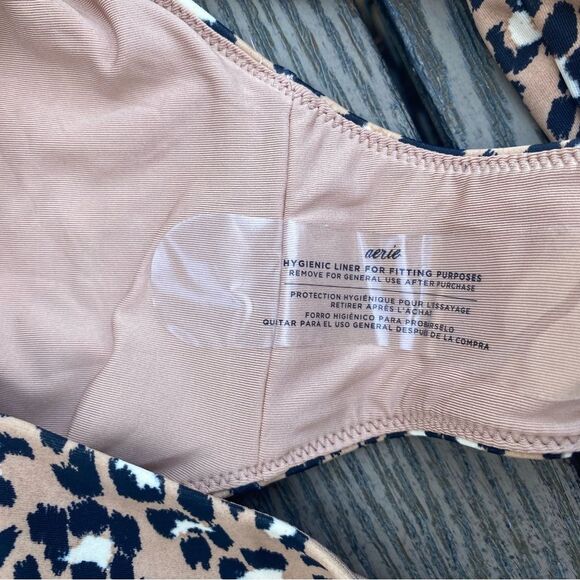 aerie
HYGIENIC LINER FOR FITTING PURPOSES
REMOVE FOR GENERAL USE AFTER PURCHASE
PROTECTION HYGIÉNIQUE POUR L'ESSAYAGE
RETIRER APRÈS L'ACHAT
FORRO HIGIÉNICO PARA PROBÁRSELO
QUITAR PARA EL USO GENERAL DESPUÉS DE LA COMPRA